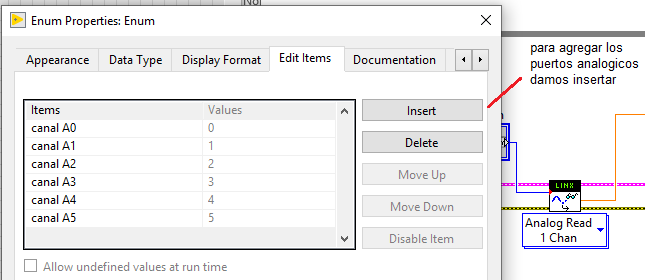 No
Enum Properties: Enum
Appearance Data Type Display Format Edit Items Documentation
Items Values
canal A0 0
canal A1 1
canal A2 2
canal A3 3
canal A4 4
canal A5 5
Insert
Delete
Move Up
Move Down
Disable Item
Allow undefined values at run time
para agregar los
puertos analogicos
damos insertar
LINX
Analog Read
1 Chan